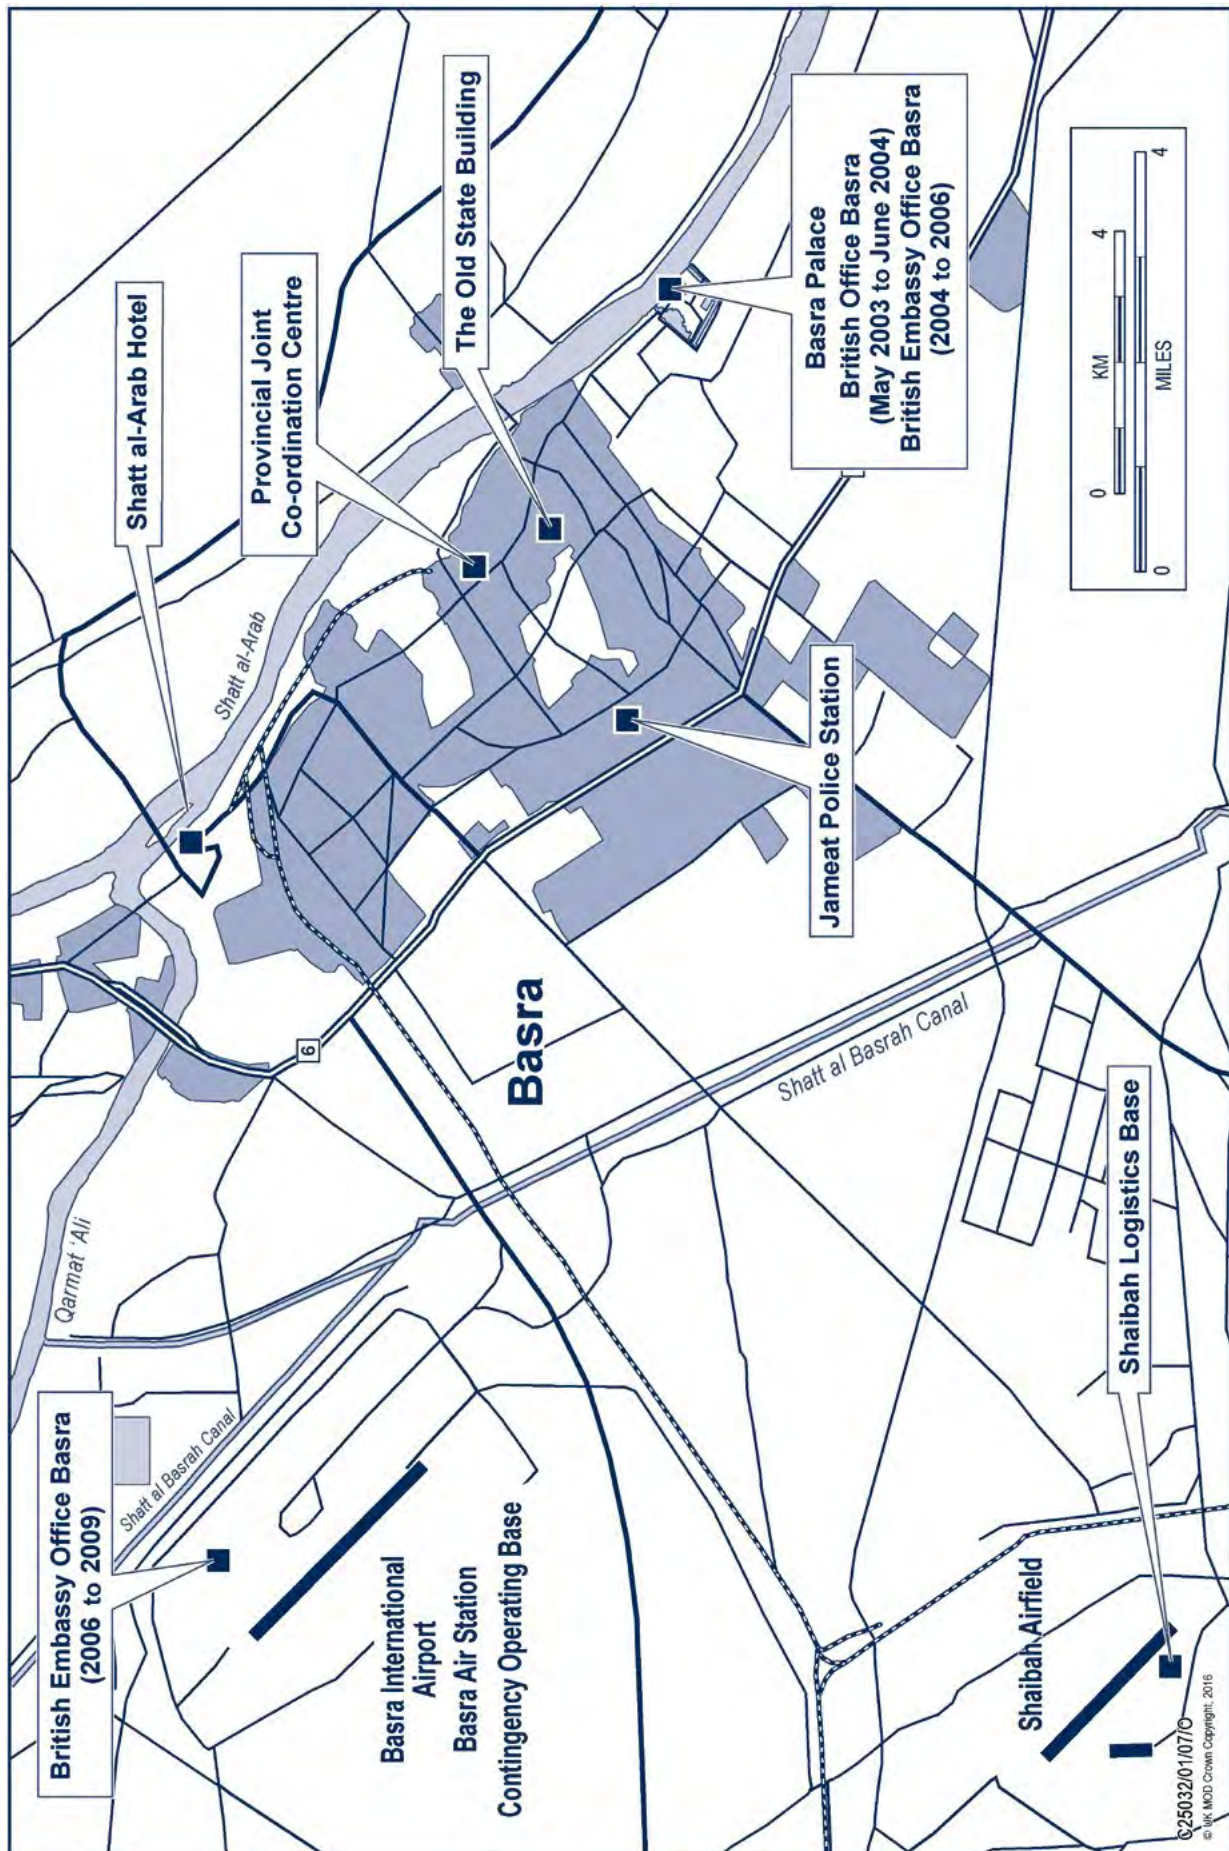 British Embassy Office Basra
(2006 to 2009)
Qarmat 'Ali
Shatt al Basrah Canal
Shatt al-Arab Hotel
Shatt al-Arab
Provincial Joint
Co-ordination Centre
The Old State Building
6
Basra International
Airport
Basra Air Station
Contingency Operating Base
Basra
Shatt al Basrah Canal
Jameat Police Station
Basra Palace
British Office Basra
(May 2003 to June 2004)
British Embassy Office Basra
(2004 to 2006)
Shaibah Airfield
Shaibah Logistics Base
0 KM 4
0 MILES 4
C25032/01/07/O
© UK MOD Crown Copyright, 2016